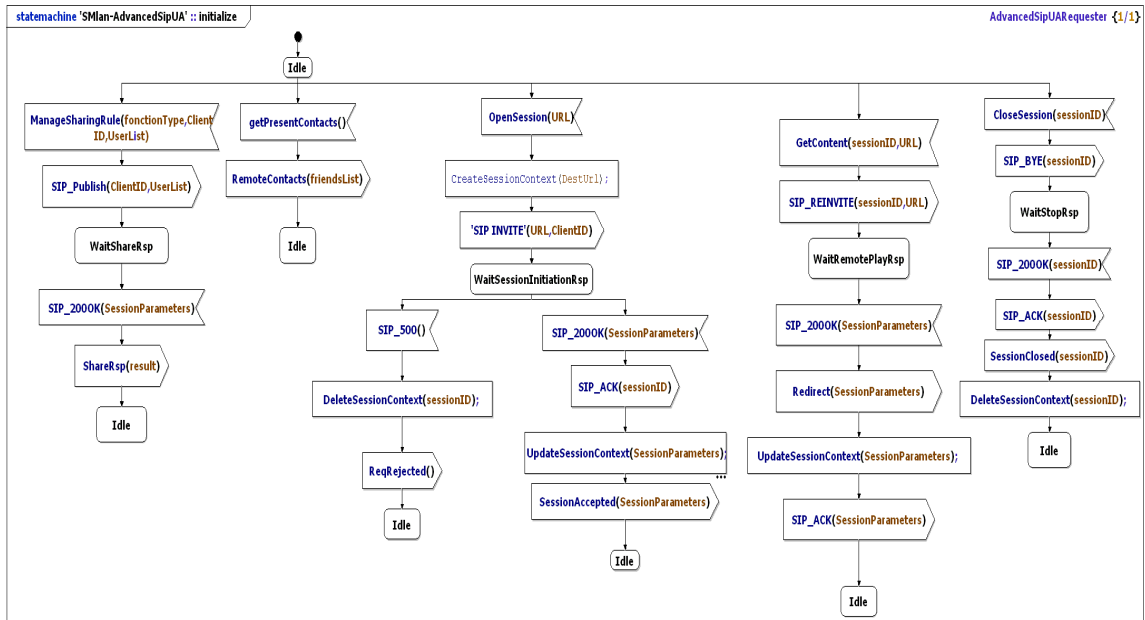 statemachine 'SMlan-AdvancedSipUA' :: initialize
AdvancedSipUARequester {1/1}
Idle
ManageSharingRule(fonctionType,Client
ID,UserList)
SIP_Publish(ClientID,UserList)
WaitShareRsp
SIP_200OK(SessionParameters)
ShareRsp(result)
Idle
getPresentContacts()
RemoteContacts(friendsList)
Idle
OpenSession(URL)
CreateSessionContext(DestUrl);
'SIP INVITE'(URL,ClientID)
WaitSessionInitiationRsp
SIP_500()
DeleteSessionContext(sessionID);
ReqRejected()
Idle
SIP_200OK(SessionParameters)
SIP_ACK(sessionID)
UpdateSessionContext(SessionParameters);
...
SessionAccepted(SessionParameters)
Idle
GetContent(sessionID,URL)
SIP_REINVITE(sessionID,URL)
WaitRemotePlayRsp
SIP_200OK(SessionParameters)
Redirect(SessionParameters)
UpdateSessionContext(SessionParameters);
SIP_ACK(SessionParameters)
Idle
CloseSession(sessionID)
SIP_BYE(sessionID)
WaitStopRsp
SIP_200OK(sessionID)
SIP_ACK(sessionID)
SessionClosed(sessionID)
DeleteSessionContext(sessionID);
Idle